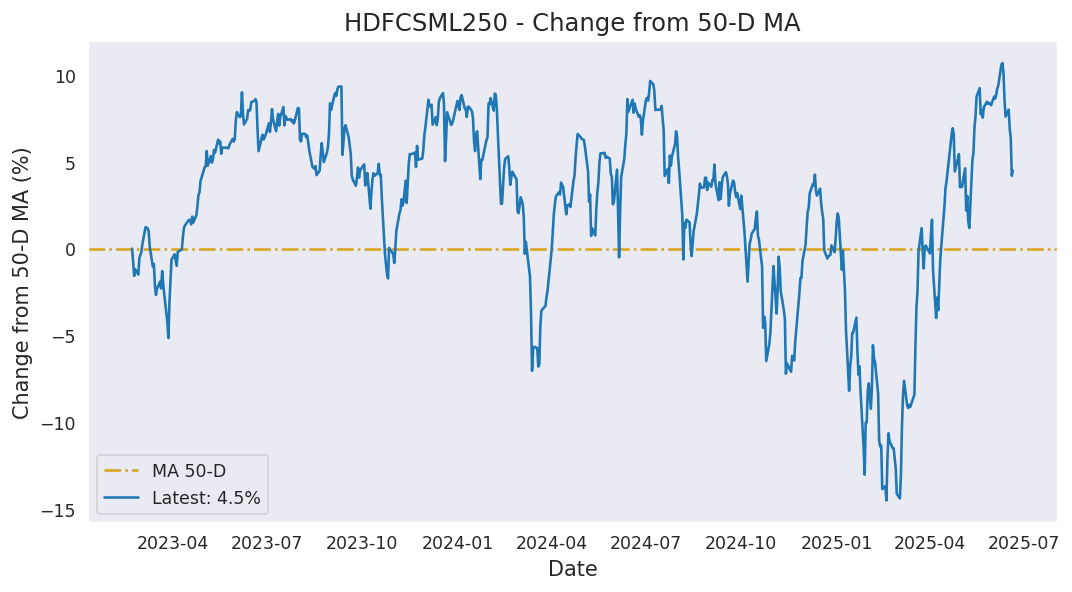 HDFCSML250 - Change from 50-D MA
Change from 50-D MA (%)
10
5
0
−5
−10
−15
MA 50-D
Latest: 4.5%
2023-04 2023-07 2023-10 2024-01 2024-04 2024-07 2024-10 2025-01 2025-04 2025-07
Date